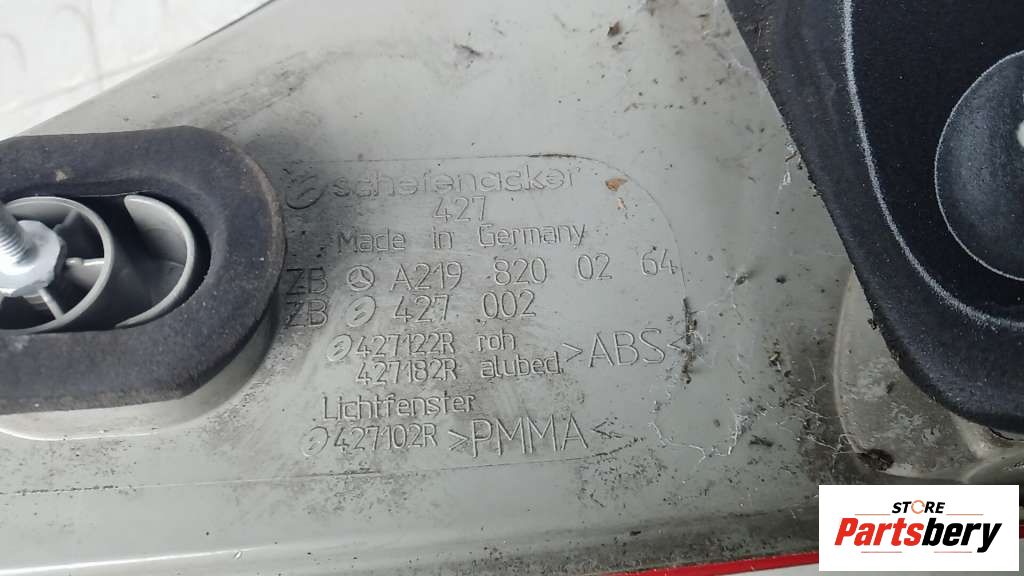 schefenacker
427
Made in Germany
ZB A219 820 02 64
ZB 427 002
427122R roh
427182R alubed. >ABS<
Lichtfenster
427102R >PMMA<
STORE
Partsbery